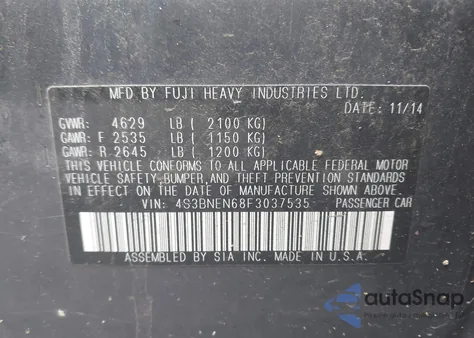 MFD BY FUJI HEAVY INDUSTRIES LTD.
DATE: 11/14
GVWR: 4629 LB ( 2100 KG)
GAWR: F 2535 LB ( 1150 KG)
GAWR: R 2645 LB ( 1200 KG)
THIS VEHICLE CONFORMS TO ALL APPLICABLE FEDERAL MOTOR
VEHICLE SAFETY,BUMPER,AND THEFT PREVENTION STANDARDS
IN EFFECT ON THE DATE OF MANUFACTURE SHOWN ABOVE.
VIN: 4S3BNEN68F3037535 PASSENGER CAR
ASSEMBLED BY SIA INC. MADE IN U.S.A.
autoSnap